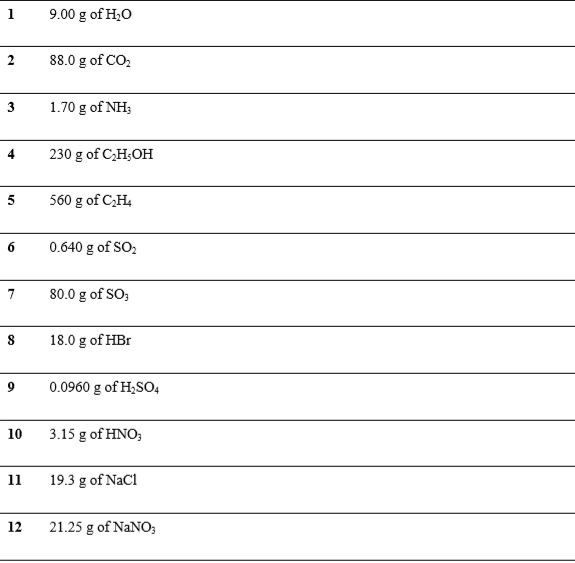 1 9.00 g of H₂O
2 88.0 g of CO₂
3 1.70 g of NH₃
4 230 g of C₂H₅OH
5 560 g of C₂H₄
6 0.640 g of SO₂
7 80.0 g of SO₃
8 18.0 g of HBr
9 0.0960 g of H₂SO₄
10 3.15 g of HNO₃
11 19.3 g of NaCl
12 21.25 g of NaNO₃